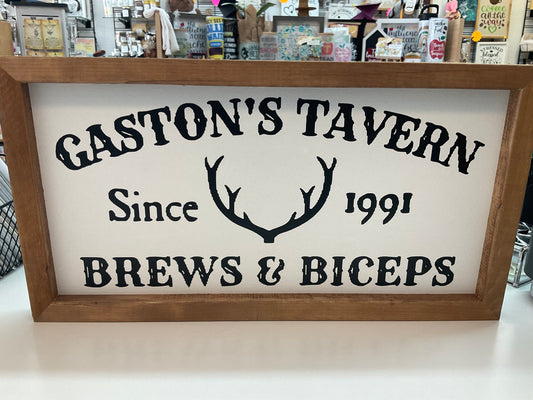 GASTON'S TAVERN
Since 1991
BREWS & BICEPS